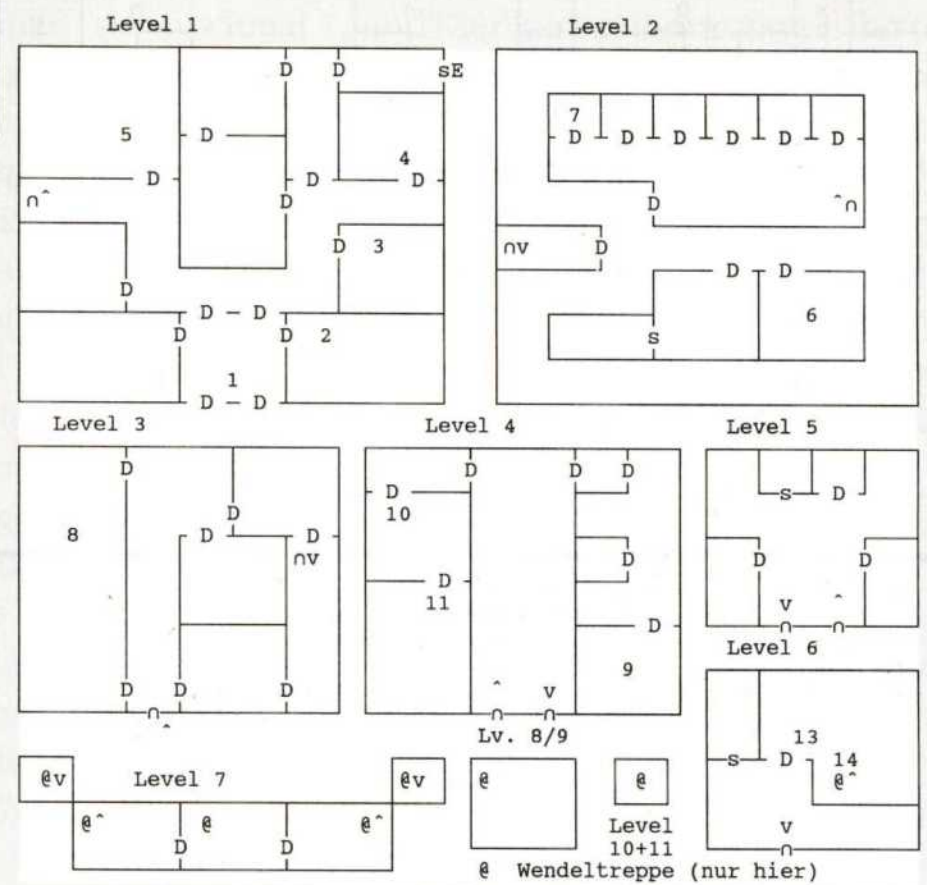 Level 1
Level 2
D D sE
7
5 D
D D D D D D
4
D D D
∩^ D
D ^∩
D 3
∩v D
D
D D
D D
D D 2
6
s
1
D D
Level 3
Level 4
Level 5
D
D D D
D
10
s D
D
8 D D
∩v
D D D
D
11
v ^
∩ ∩
D
Level 6
9
D D D
∩
^
^ v
∩ ∩
Lv. 8/9
13
s D 14
@^
@v Level 7 @v
@ @
@^ @ @^
Level
10+11
D D
v
∩
@ Wendeltreppe (nur hier)